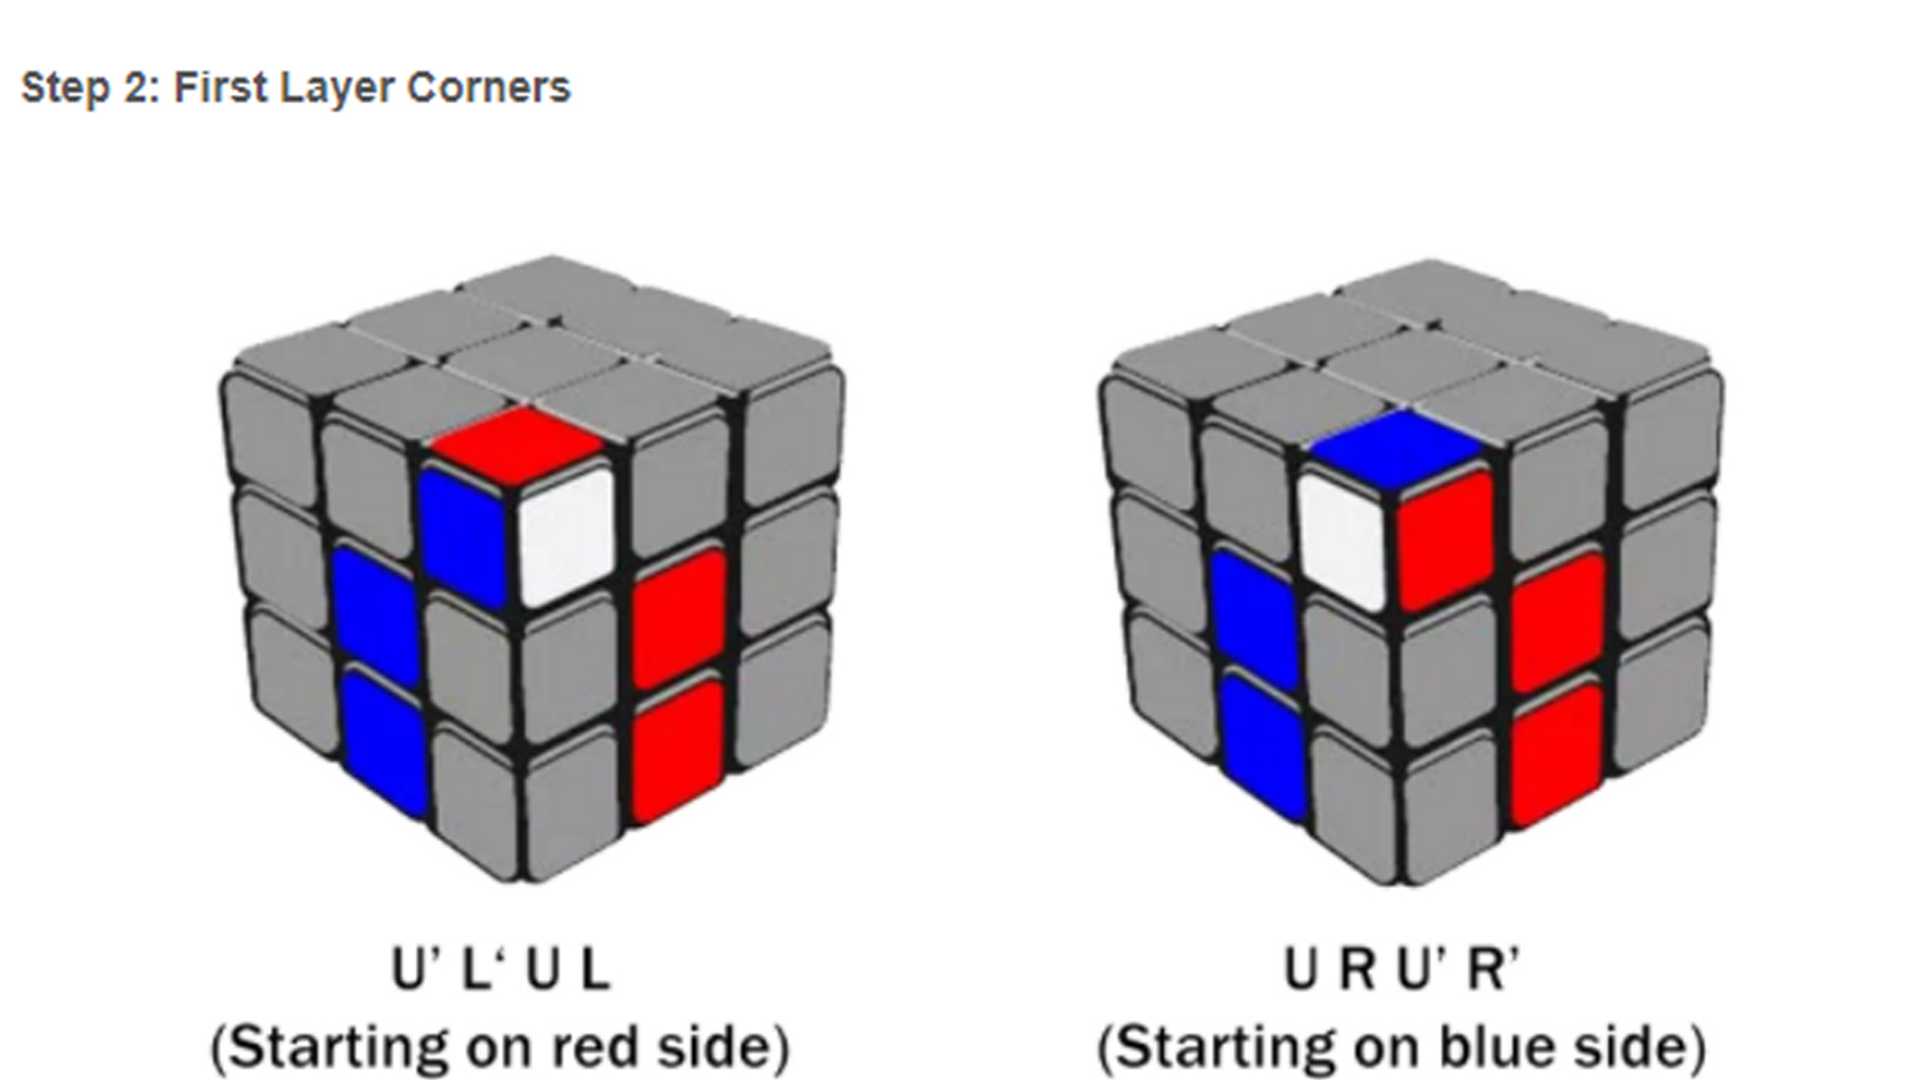 Step 2: First Layer Corners
U’ L‘ U L
(Starting on red side)
U R U’ R’
(Starting on blue side)